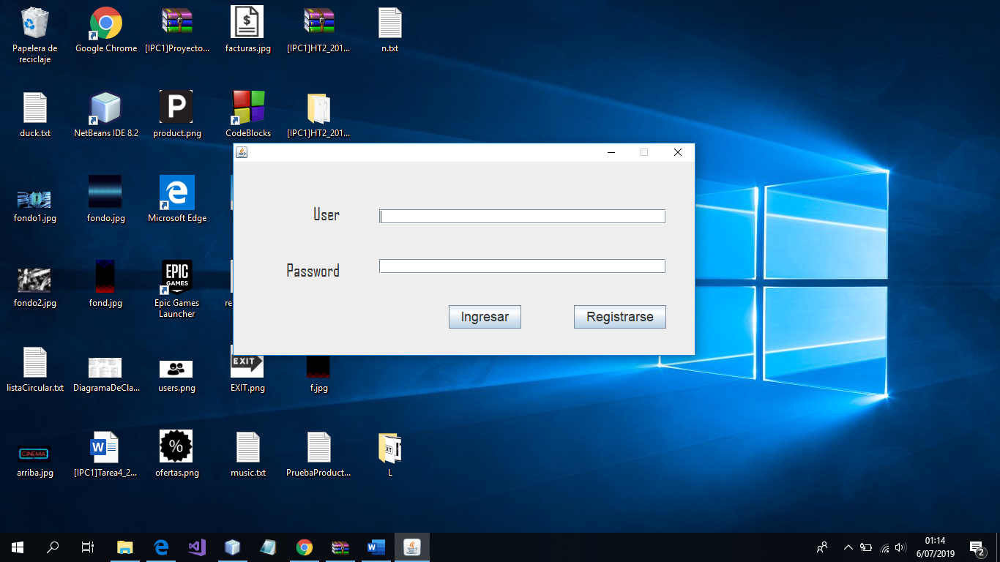 Papelera de
reciclaje
Google Chrome
[IPC1]Proyecto...
facturas.jpg
[IPC1]HT2_201...
n.txt
duck.txt
NetBeans IDE 8.2
P
product.png
CodeBlocks
[IPC1]HT2_201...
fondo1.jpg
fondo.jpg
Microsoft Edge
User
Password
Ingresar
Registrarse
fondo2.jpg
fond.jpg
EPIC
GAMES
Epic Games
Launcher
re
listaCircular.txt
DiagramaDeCla...
users.png
EXIT
EXIT.png
f.jpg
CINEMA
arriba.jpg
[IPC1]Tarea4_2...
%
ofertas.png
music.txt
PruebaProduct...
EXIT
L
01:14
6/07/2019
2